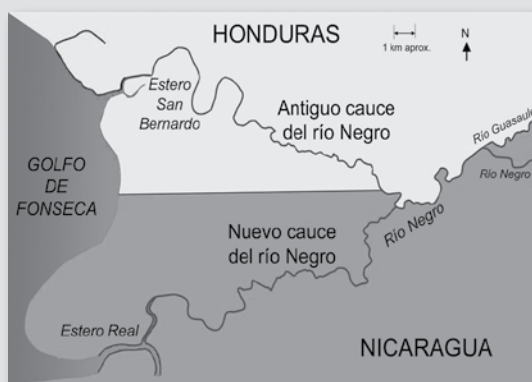 HONDURAS
1 km aprox.
N
Estero
San
Bernardo
Antiguo cauce
del río Negro
Río Guasaule
Río Negro
GOLFO
DE
FONSECA
Nuevo cauce
del río Negro
Río Negro
Estero Real
NICARAGUA